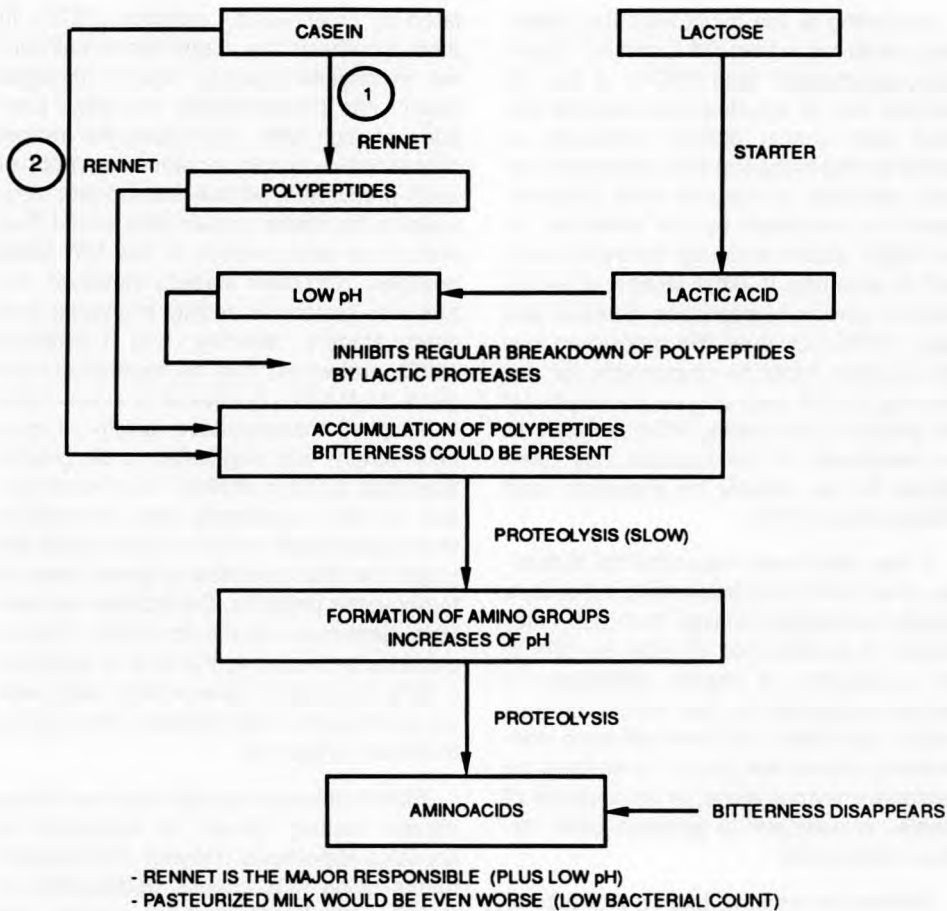 CASEIN
LACTOSE
1
2
RENNET
RENNET
STARTER
POLYPEPTIDES
LOW pH
LACTIC ACID
INHIBITS REGULAR BREAKDOWN OF POLYPEPTIDES
BY LACTIC PROTEASES
ACCUMULATION OF POLYPEPTIDES
BITTERNESS COULD BE PRESENT
PROTEOLYSIS (SLOW)
FORMATION OF AMINO GROUPS
INCREASES OF pH
PROTEOLYSIS
AMINOACIDS
BITTERNESS DISAPPEARS
- RENNET IS THE MAJOR RESPONSIBLE (PLUS LOW pH)
- PASTEURIZED MILK WOULD BE EVEN WORSE (LOW BACTERIAL COUNT)